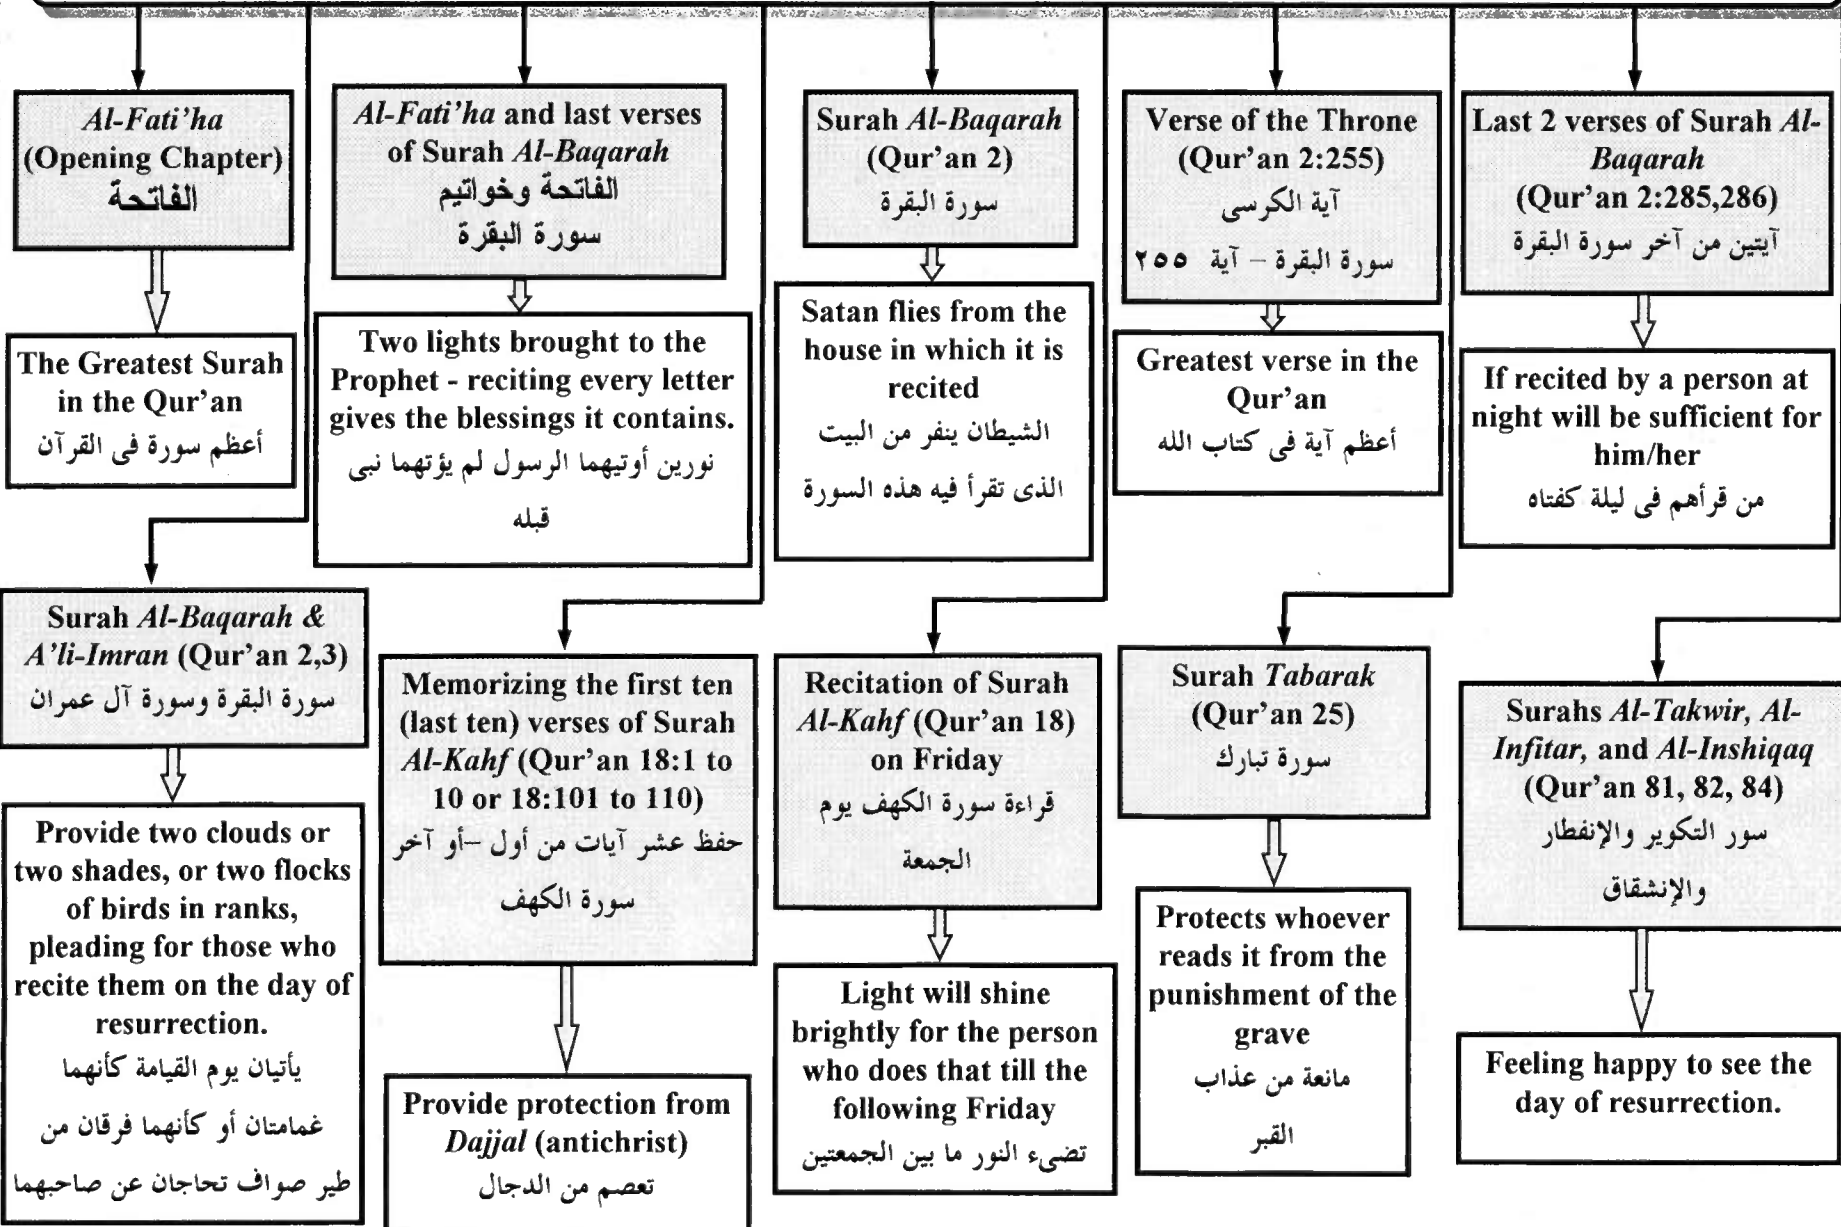 Al-Fati’ha
(Opening Chapter)
الفاتحة
The Greatest Surah
in the Qur’an
أعظم سورة فى القرآن
Al-Fati’ha and last verses
of Surah Al-Baqarah
الفاتحة وخواتيم
سورة البقرة
Two lights brought to the
Prophet - reciting every letter
gives the blessings it contains.
نورين أوتيهما الرسول لم يؤتهما نبى
قبله
Surah Al-Baqarah
(Qur’an 2)
سورة البقرة
Satan flies from the
house in which it is
recited
الشيطان ينفر من البيت
الذى تقرأ فيه هذه السورة
Verse of the Throne
(Qur’an 2:255)
آية الكرسى
سورة البقرة – آية ٢٥٥
Greatest verse in the
Qur’an
أعظم آية فى كتاب الله
Last 2 verses of Surah Al-
Baqarah
(Qur’an 2:285,286)
آيتين من آخر سورة البقرة
If recited by a person at
night will be sufficient for
him/her
من قرأهم فى ليلة كفتاه
Surah Al-Baqarah &
A’li-Imran (Qur’an 2,3)
سورة البقرة وسورة آل عمران
Provide two clouds or
two shades, or two flocks
of birds in ranks,
pleading for those who
recite them on the day of
resurrection.
يأتيان يوم القيامة كأنهما
غمامتان أو كأنهما فرقان من
طير صواف تحاجان عن صاحبهما
Memorizing the first ten
(last ten) verses of Surah
Al-Kahf (Qur’an 18:1 to
10 or 18:101 to 110)
حفظ عشر آيات من أول –أو آخر
سورة الكهف
Provide protection from
Dajjal (antichrist)
تعصم من الدجال
Recitation of Surah
Al-Kahf (Qur’an 18)
on Friday
قراءة سورة الكهف يوم
الجمعة
Light will shine
brightly for the person
who does that till the
following Friday
تضىء النور ما بين الجمعتين
Surah Tabarak
(Qur’an 25)
سورة تبارك
Protects whoever
reads it from the
punishment of the
grave
مانعة من عذاب
القبر
Surahs Al-Takwir, Al-
Infitar, and Al-Inshiqaq
(Qur’an 81, 82, 84)
سور التكوير والإنفطار
والإنشقاق
Feeling happy to see the
day of resurrection.